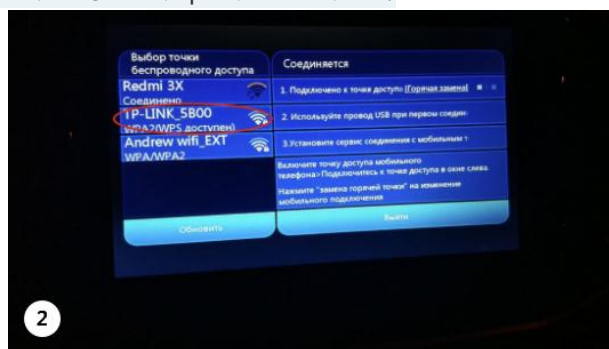 Выбор точки
беспроводного доступа
Redmi 3X
Соединено
TP-LINK_5B00
WPA2(WPS доступен)
Andrew wifi_EXT
WPA/WPA2
Обновить
Соединяется
1. Подключено к точке доступа [Горячая замена]
2. Используйте провод USB при первом соедин
3.Установите сервис соединения с мобильным т
Включите точку доступа мобильного
телефона>Подключитесь к точке доступа в окне слева.
Нажмите "замена горячей точки" на изменение
мобильного подключения
Выйти
2